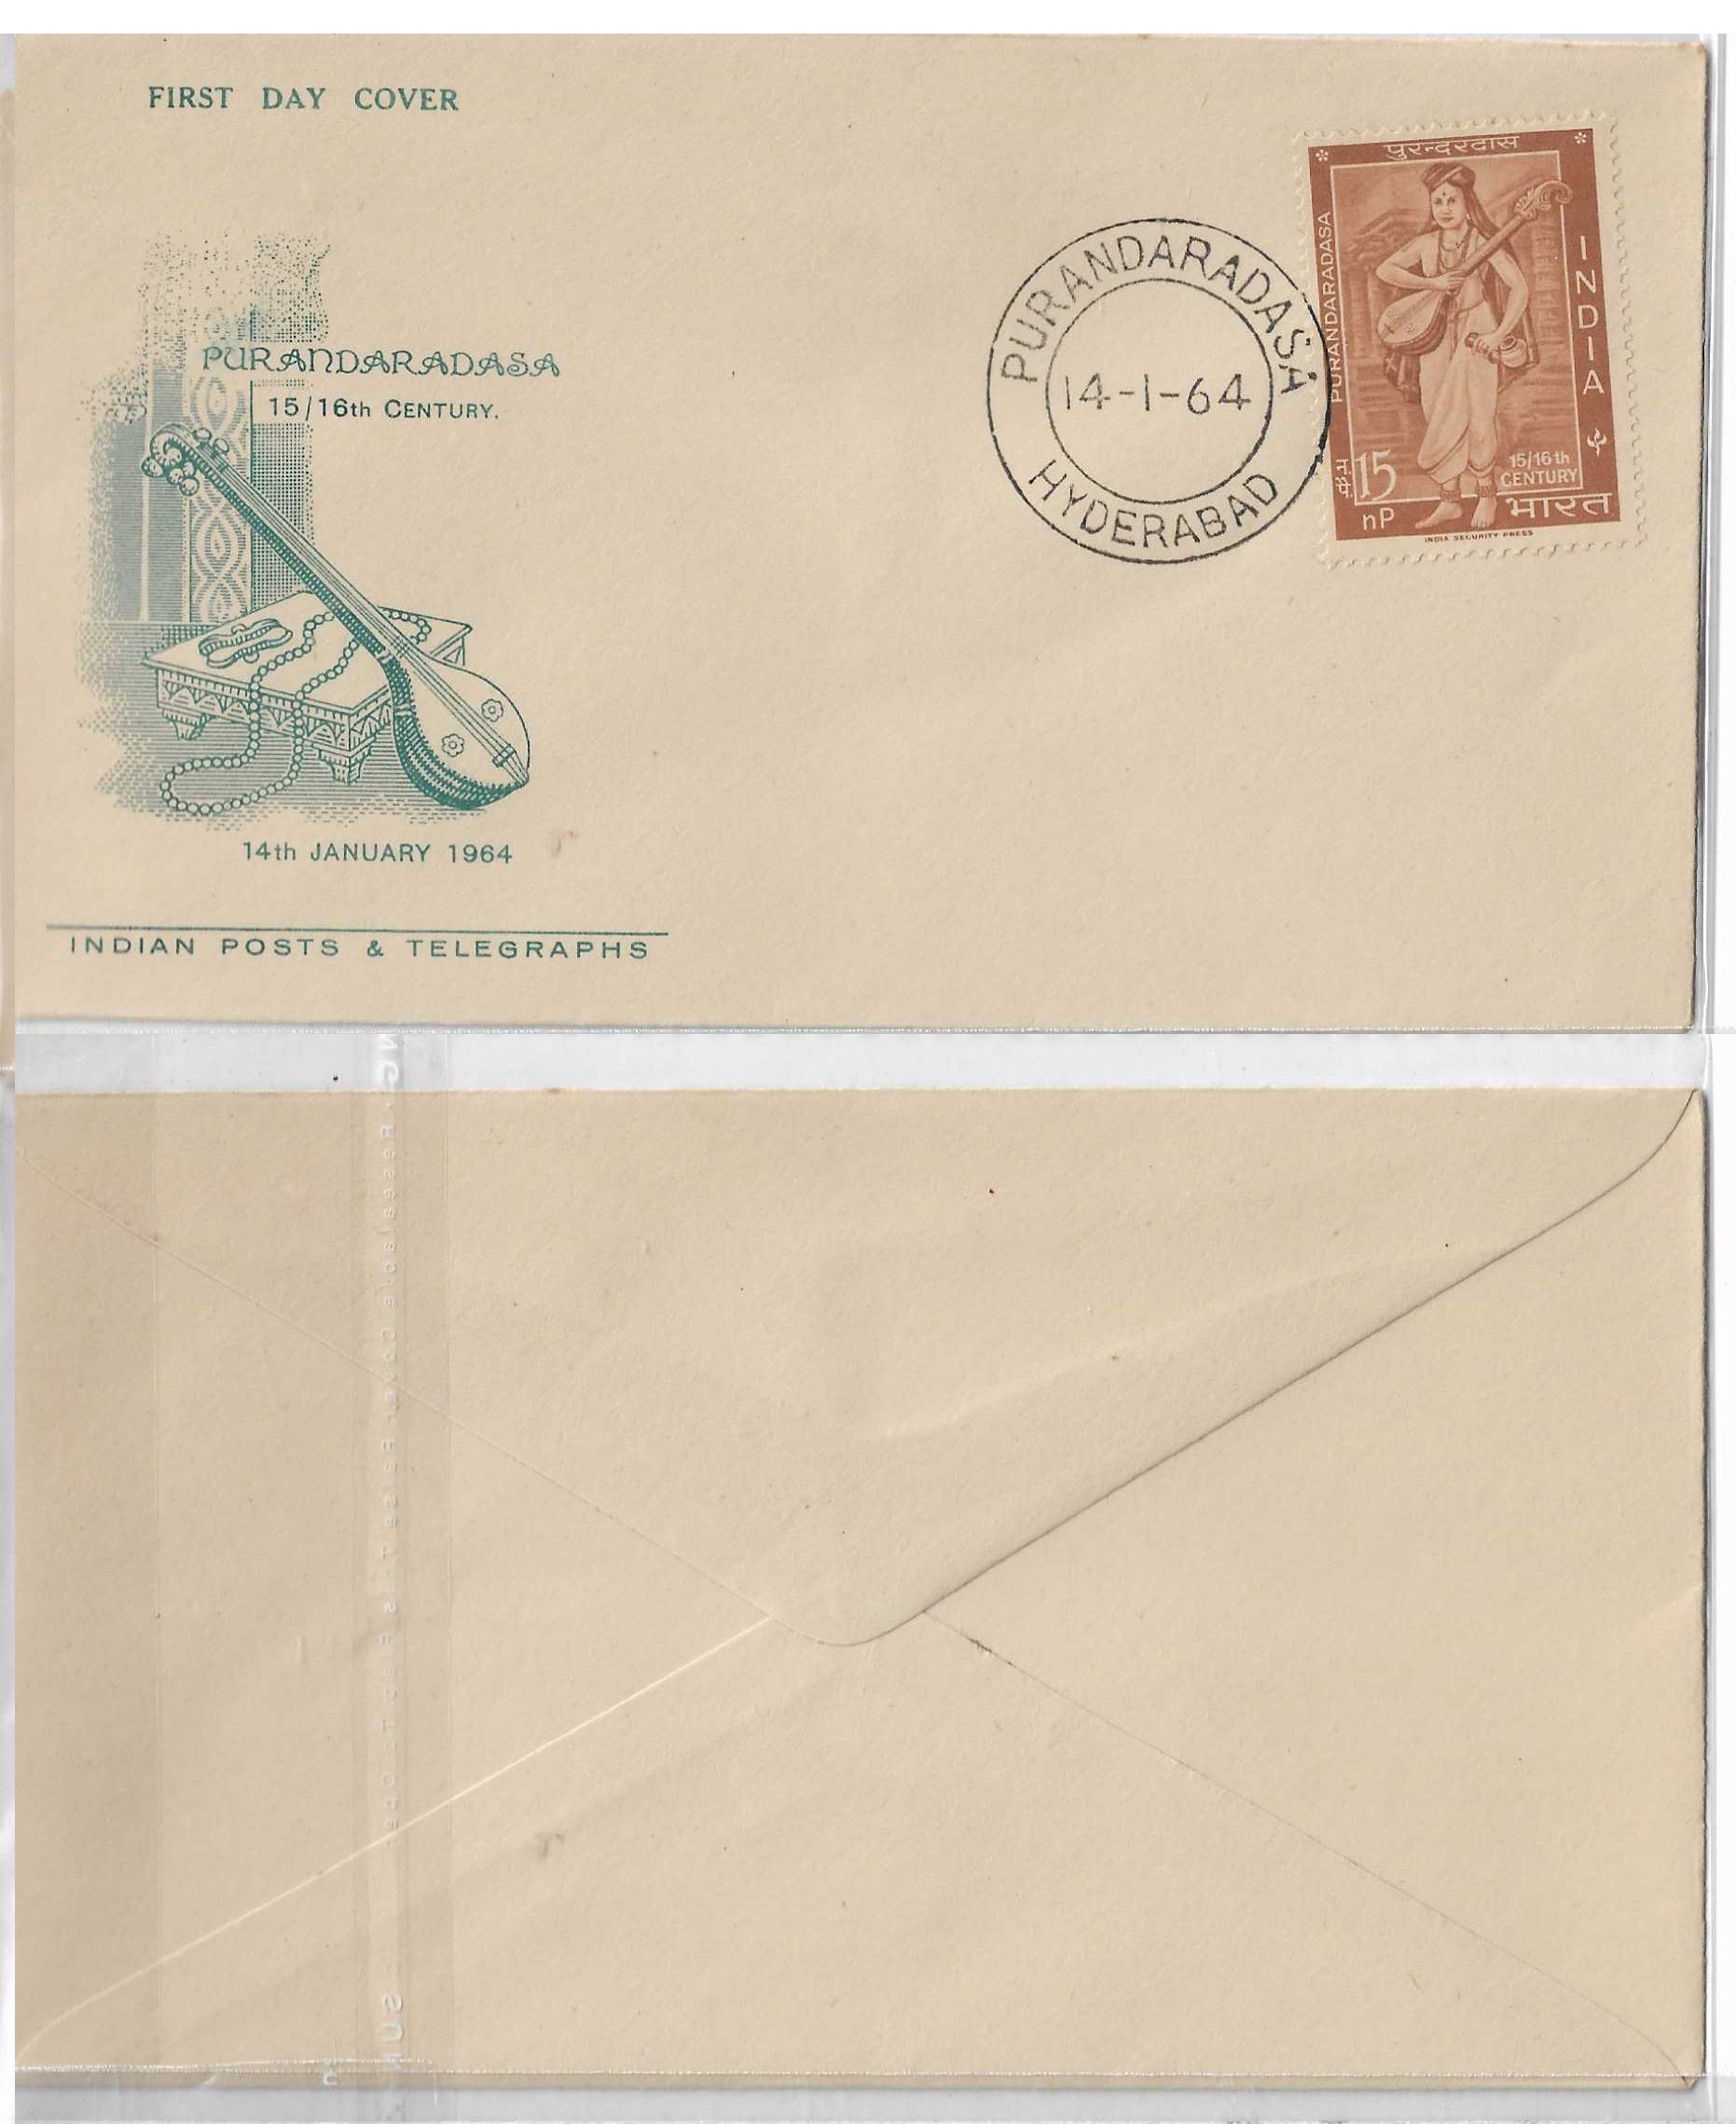 FIRST DAY COVER
PURANDARADASA
15/16th CENTURY.
14th JANUARY 1964
INDIAN POSTS & TELEGRAPHS
PURANDARADASA
14-1-64
HYDERABAD
पुरन्दरदास
PURANDARADASA
INDIA
15/16th
CENTURY
न.पै.
15
nP
भारत
INDIA SECURITY PRESS